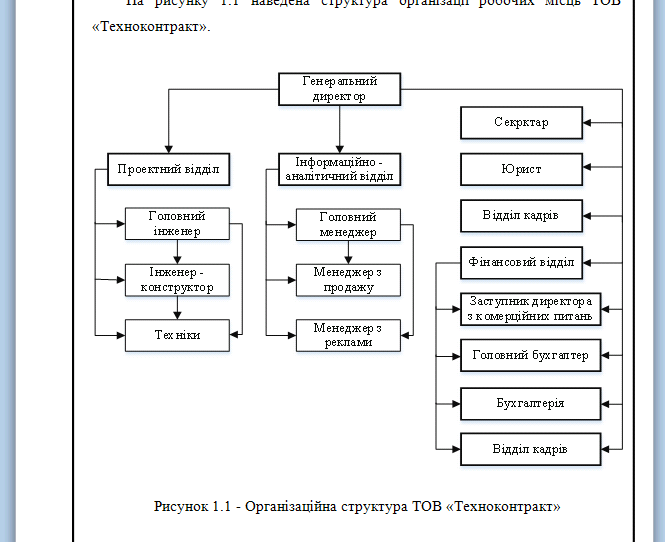 На рисунку 1.1 наведена структура організації робочих місць ТОВ
«Техноконтракт».
Генеральний
директор
Проектний відділ
Головний
інженер
Інженер -
конструктор
Техніки
Інформаційно -
аналітичний відділ
Головний
менеджер
Менеджер з
продажу
Менеджер з
реклами
Секрктар
Юрист
Відділ кадрів
Фінансовий відділ
Заступник директора
з комерційних питань
Головний бухгалтер
Бухгалтерія
Відділ кадрів
Рисунок 1.1 - Організаційна структура ТОВ «Техноконтракт»